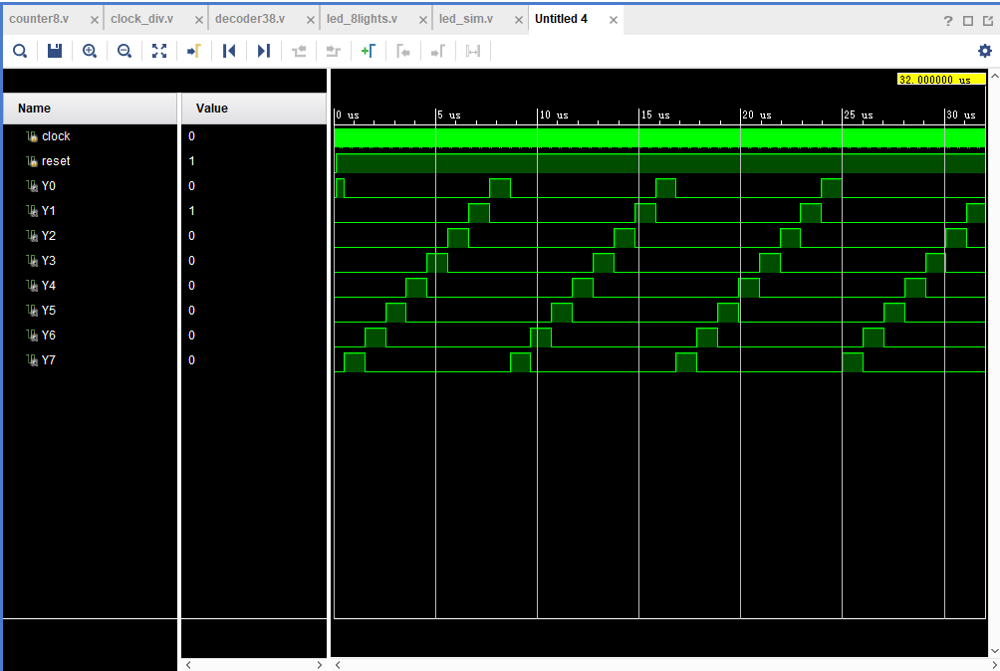 counter8.v × clock_div.v × decoder38.v × led_8lights.v × led_sim.v × Untitled 4 ×
?
32.000000 us
Name Value
0 us 5 us 10 us 15 us 20 us 25 us 30 us
clock 0
reset 1
Y0 0
Y1 1
Y2 0
Y3 0
Y4 0
Y5 0
Y6 0
Y7 0